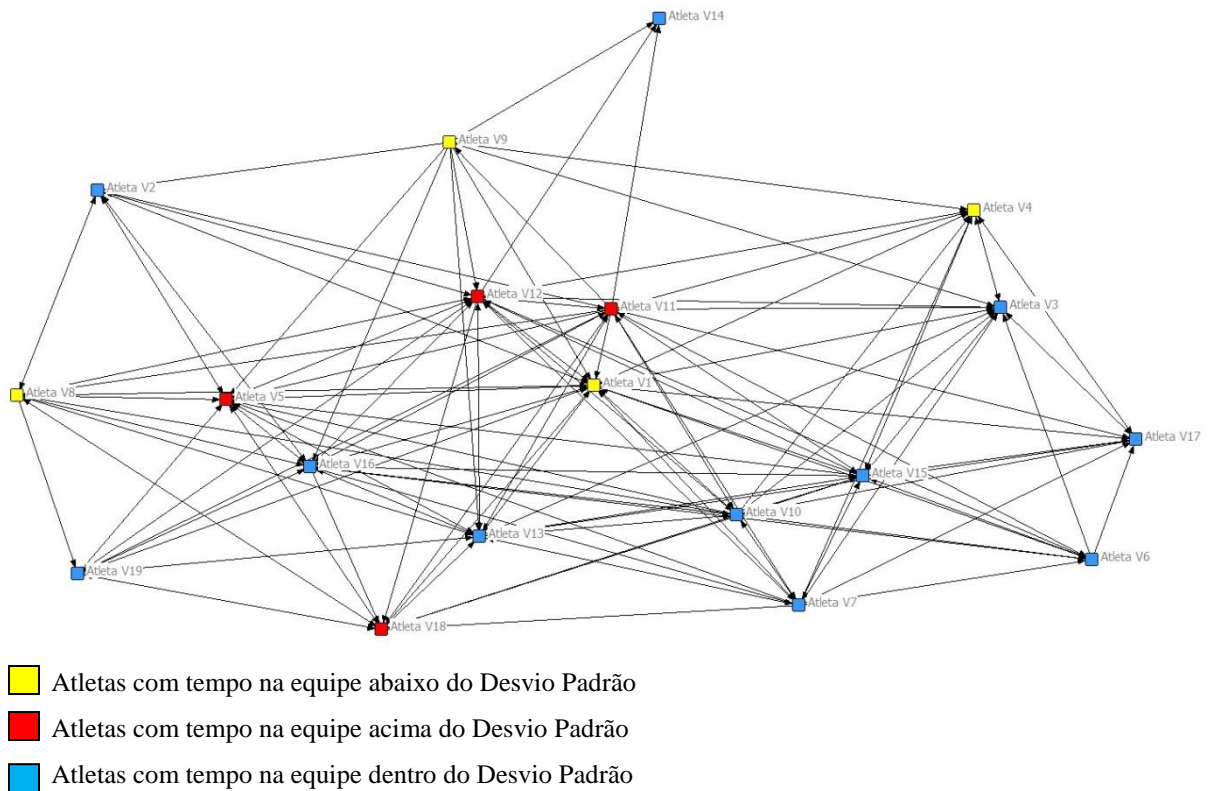 Atleta V14
Atleta V9
Atleta V2
Atleta V4
Atleta V12
Atleta V11
Atleta V3
Atleta V1
Atleta V8
Atleta V5
Atleta V17
Atleta V16
Atleta V15
Atleta V10
Atleta V13
Atleta V6
Atleta V19
Atleta V7
Atleta V18
Atletas com tempo na equipe abaixo do Desvio Padrão
Atletas com tempo na equipe acima do Desvio Padrão
Atletas com tempo na equipe dentro do Desvio Padrão